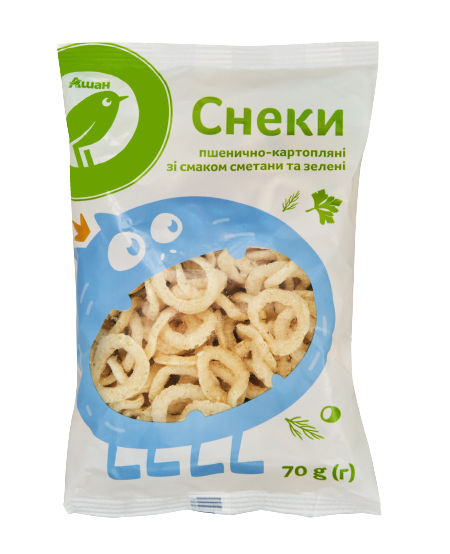 Ашан
Снеки
пшенично-картопляні
зі смаком сметани та зелені
70 g (г)